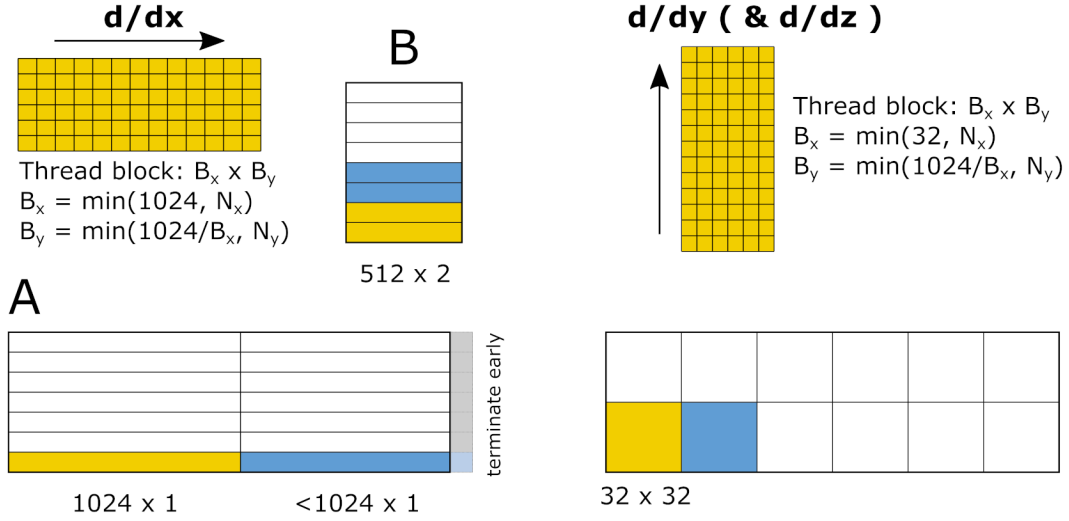 d/dx
Thread block: Bx x By
Bx = min(1024, Nx)
By = min(1024/Bx, Ny)
B
512 x 2
d/dy ( & d/dz )
Thread block: Bx x By
Bx = min(32, Nx)
By = min(1024/Bx, Ny)
A
1024 x 1
<1024 x 1
terminate early
32 x 32